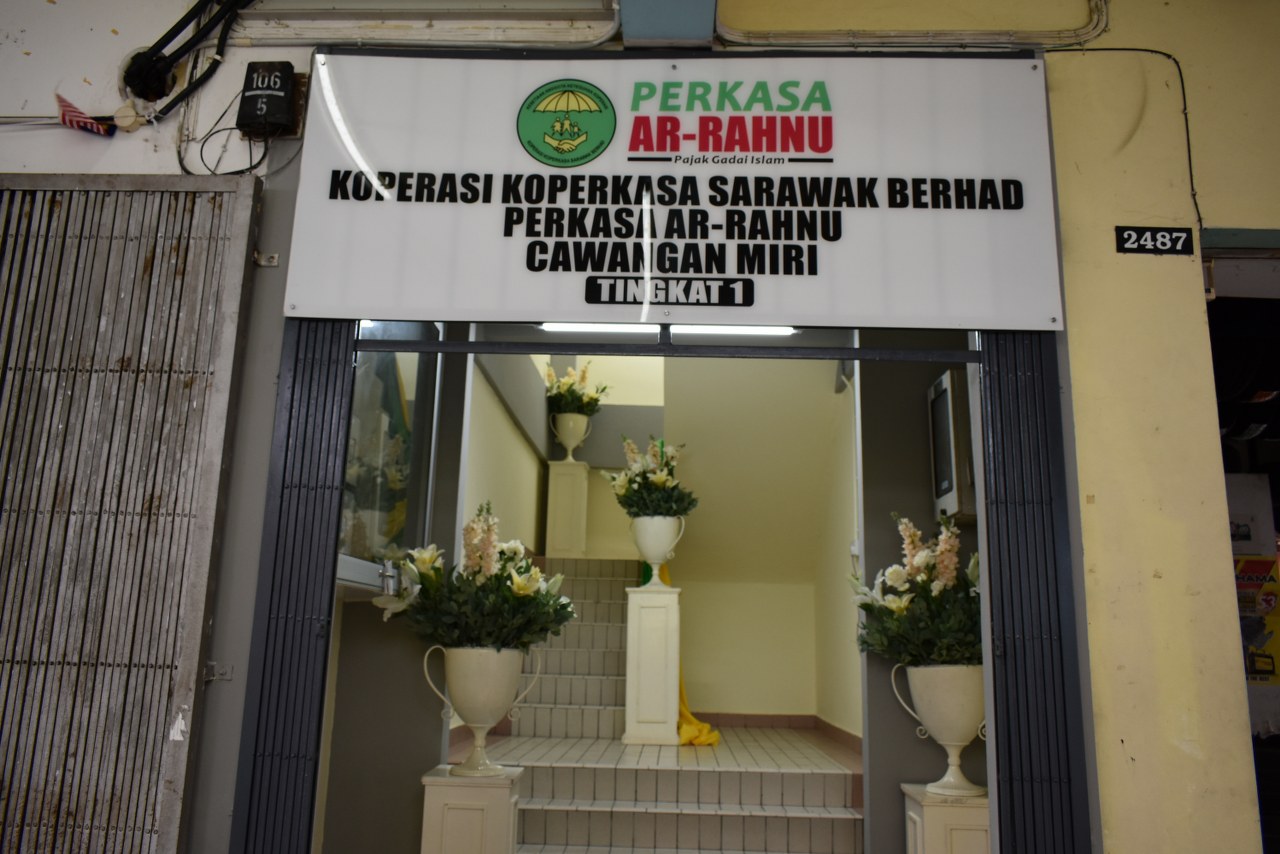 106
5
PERKASA
AR-RAHNU
Pajak Gadai Islam
KOPERASI KOPERKASA SARAWAK BERHAD
PERKASA AR-RAHNU
CAWANGAN MIRI
TINGKAT 1
2487